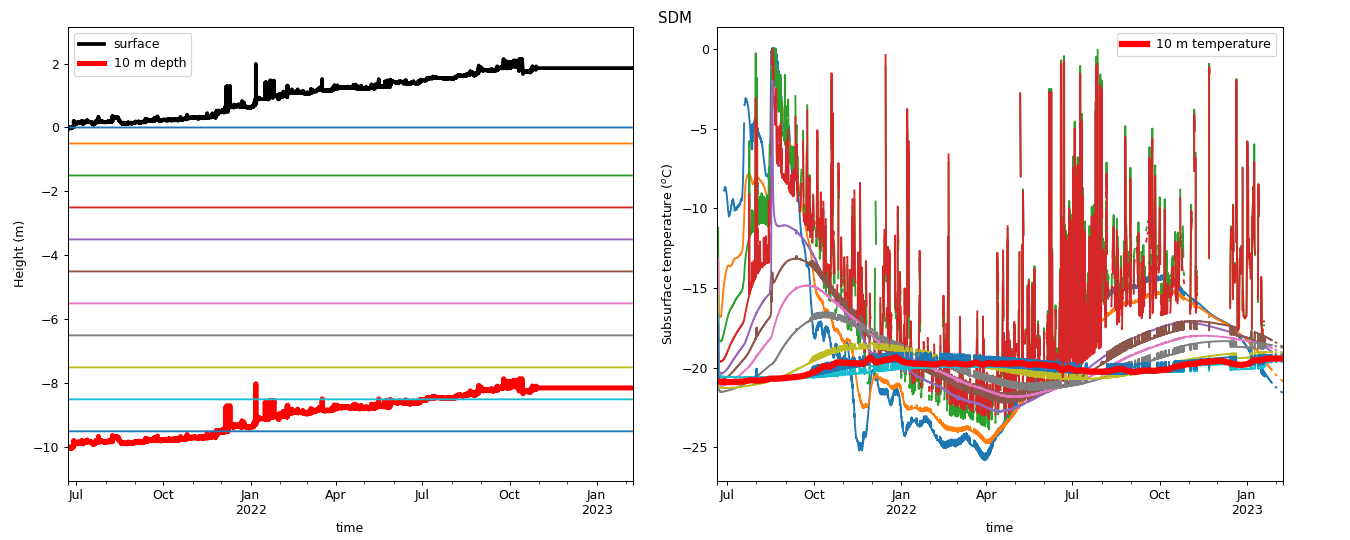 SDM
surface
10 m depth
Height (m)
2
0
−2
−4
−6
−8
−10
Jul
Oct
Jan
2022
Apr
Jul
Oct
Jan
2023
time
10 m temperature
Subsurface temperature (°C)
0
−5
−10
−15
−20
−25
Jul
Oct
Jan
2022
Apr
Jul
Oct
Jan
2023
time